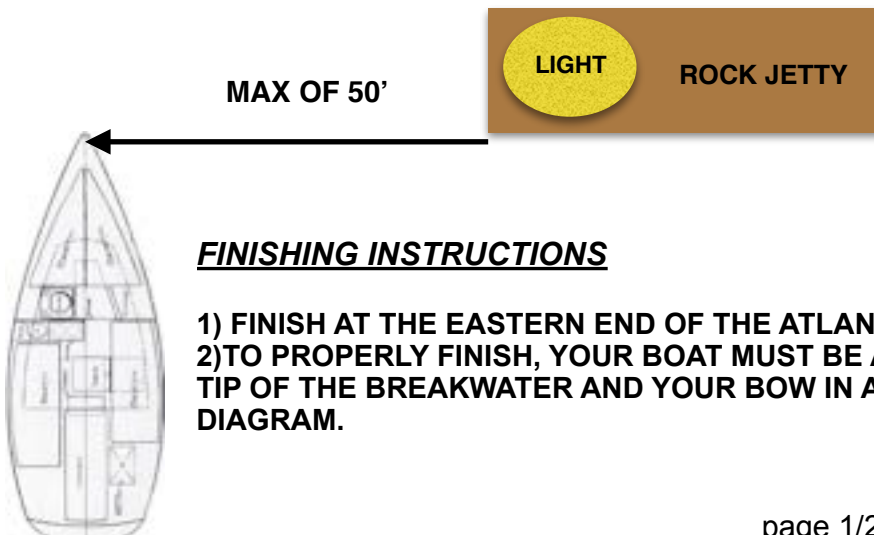 LIGHT
ROCK JETTY
MAX OF 50’
FINISHING INSTRUCTIONS
1) FINISH AT THE EASTERN END OF THE ATLAN
2)TO PROPERLY FINISH, YOUR BOAT MUST BE
TIP OF THE BREAKWATER AND YOUR BOW IN A
DIAGRAM.
page 1/2